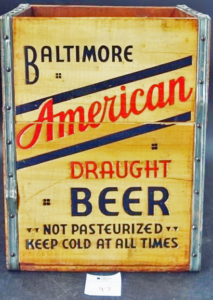 BALTIMORE
American
DRAUGHT
BEER
NOT PASTEURIZED
KEEP COLD AT ALL TIMES